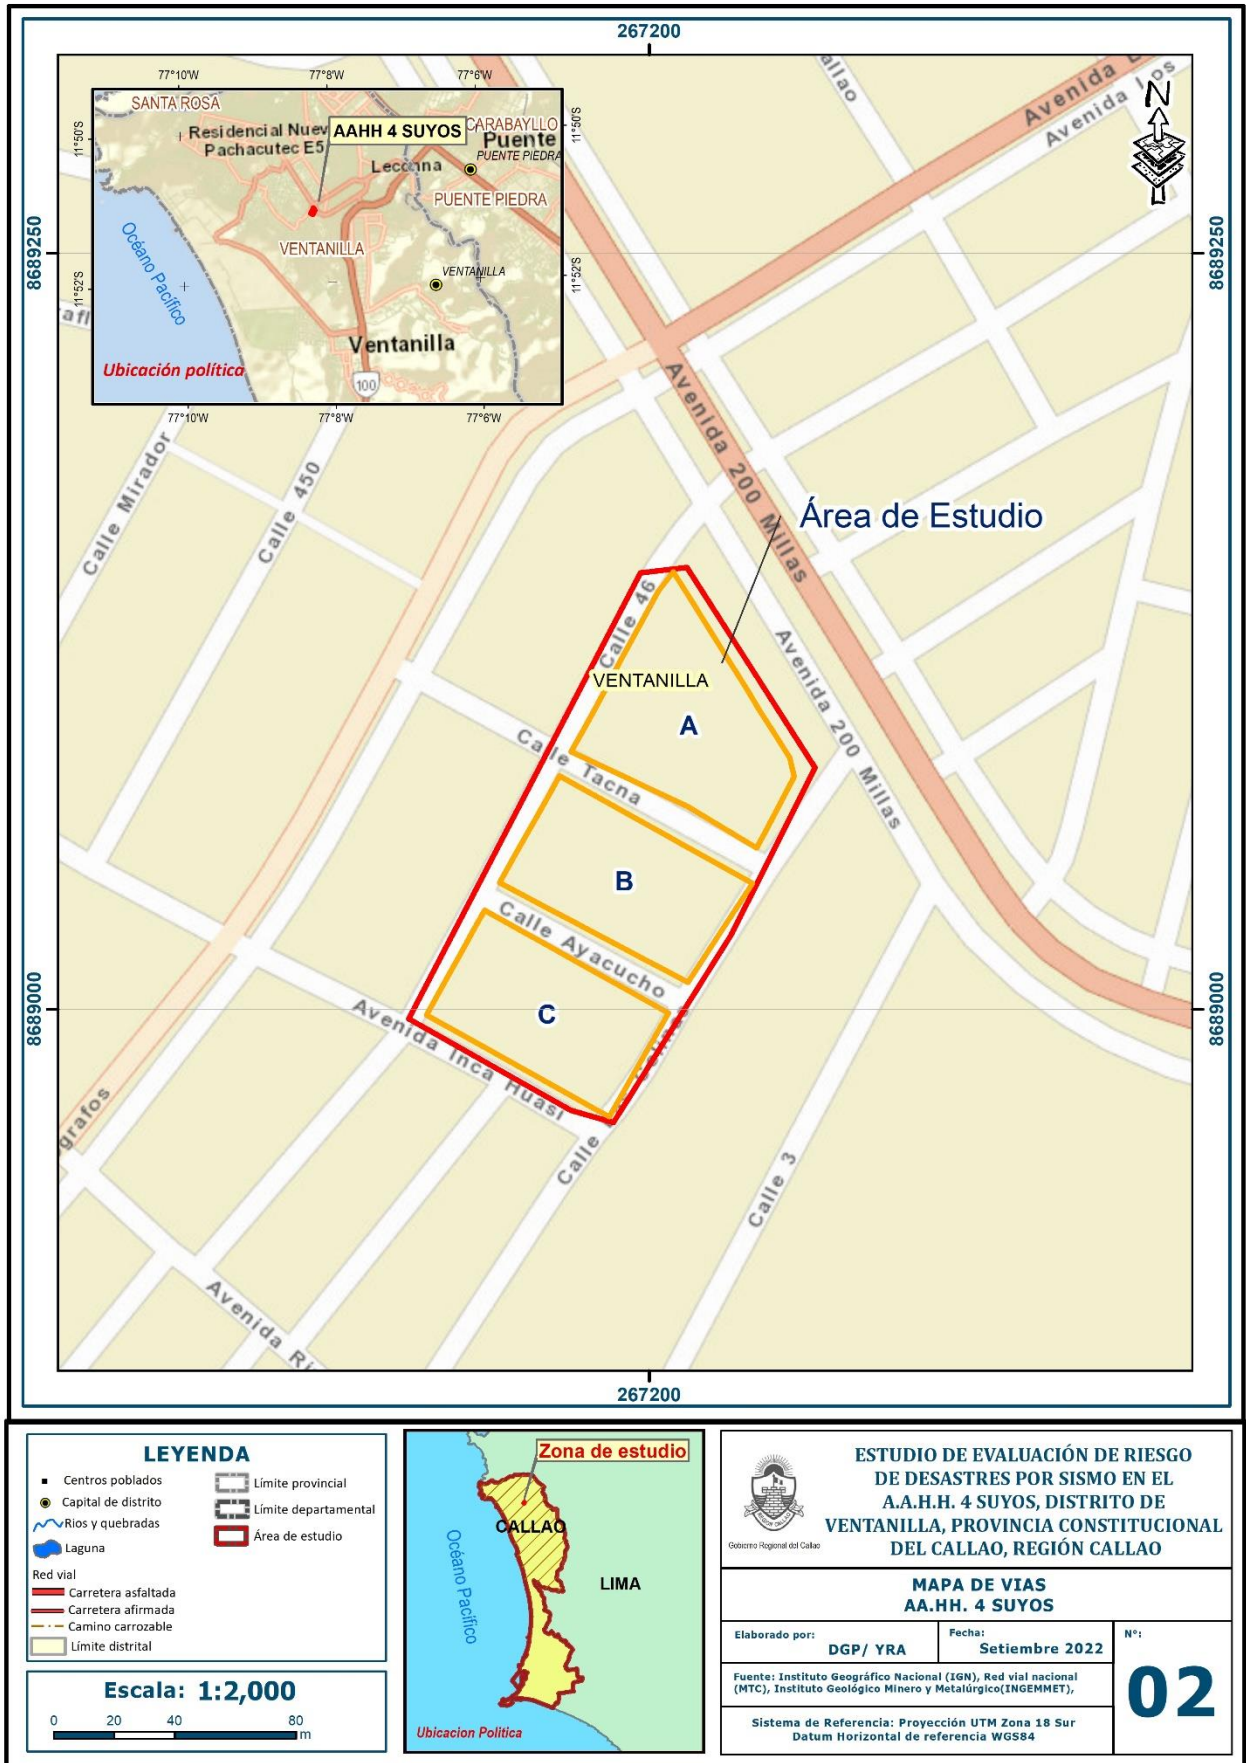 267200
77°10'W
77°8'W
77°6'W
SANTA ROSA
Residencial Nuev
Pachacutec E5
AAHH 4 SUYOS
CARABAYLLO
Puente
PUENTE PIEDRA
Leconna
PUENTE PIEDRA
VENTANILLA
VENTANILLA
Ventanilla
100
Océano Pacífico
Ubicación política
11°50'S
11°52'S
11°50'S
11°52'S
77°10'W
77°8'W
77°6'W
allao
Avenida L
Avenida Los
N
8689250
8689250
afl
Calle Mirador
Calle 450
Avenida 200 Millas
Área de Estudio
Calle 46
VENTANILLA
A
Avenida 200 Millas
Calle Tacna
B
Calle Ayacucho
C
8689000
8689000
Avenida Inca Huasi
Calle
grafos
Calle 3
Avenida Ri
267200
LEYENDA
Centros poblados
Capital de distrito
Rios y quebradas
Laguna
Red vial
Carretera asfaltada
Carretera afirmada
Camino carrozable
Límite distrital
Límite provincial
Límite departamental
Área de estudio
Escala: 1:2,000
0 20 40 80
m
Zona de estudio
CALLAO
LIMA
Océano Pacífico
Ubicacion Politica
REGIÓN CALLAO
Gobierno Regional del Callao
ESTUDIO DE EVALUACIÓN DE RIESGO
DE DESASTRES POR SISMO EN EL
A.A.H.H. 4 SUYOS, DISTRITO DE
VENTANILLA, PROVINCIA CONSTITUCIONAL
DEL CALLAO, REGIÓN CALLAO
MAPA DE VIAS
AA.HH. 4 SUYOS
Elaborado por:
DGP/ YRA
Fecha:
Setiembre 2022
N°:
02
Fuente: Instituto Geográfico Nacional (IGN), Red vial nacional
(MTC), Instituto Geológico Minero y Metalúrgico(INGEMMET),
Sistema de Referencia: Proyección UTM Zona 18 Sur
Datum Horizontal de referencia WGS84